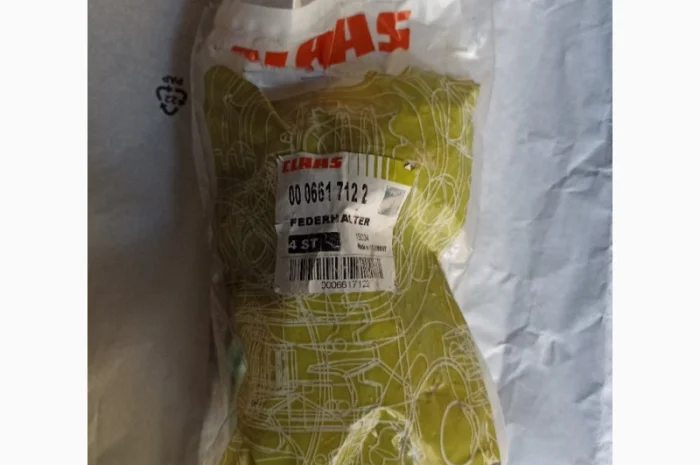 CLAAS
CLAAS
00 0661 712 2
FEDERHALTER
4 ST
0006617122